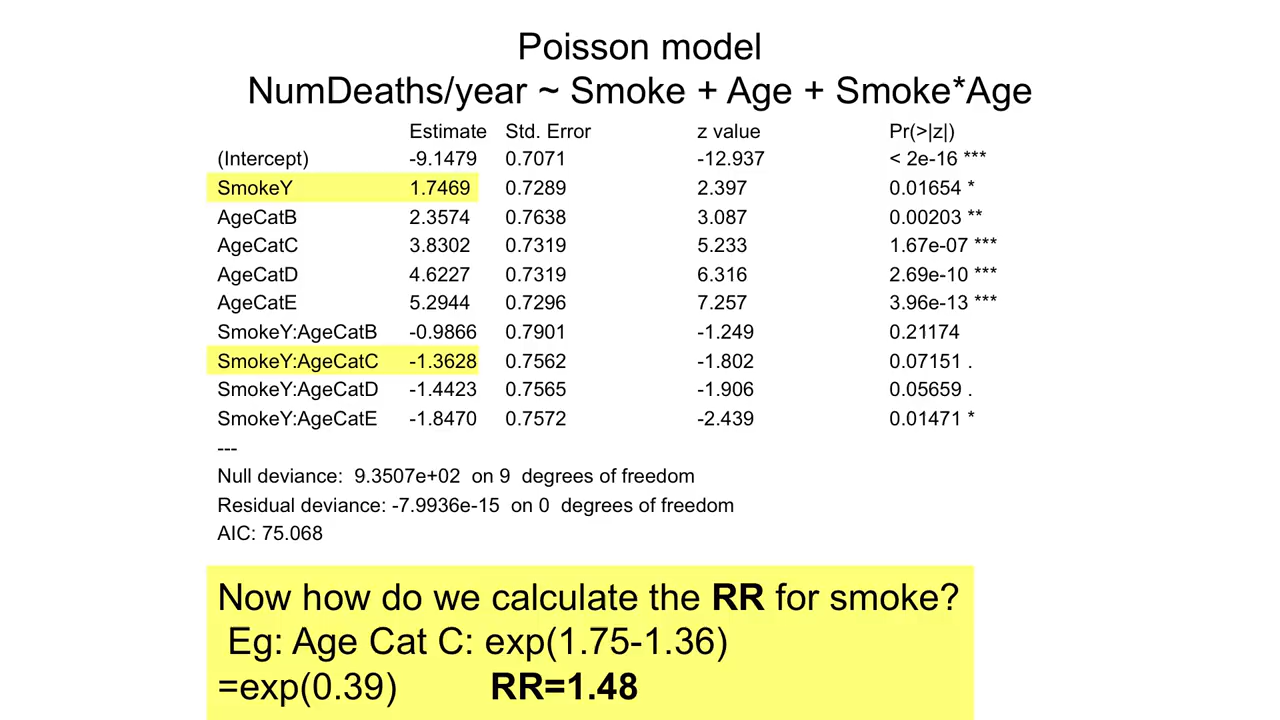 Poisson model
NumDeaths/year ~ Smoke + Age + Smoke*Age
Estimate Std. Error z value Pr(>|z|)
(Intercept) -9.1479 0.7071 -12.937 < 2e-16 ***
SmokeY 1.7469 0.7289 2.397 0.01654 *
AgeCatB 2.3574 0.7638 3.087 0.00203 **
AgeCatC 3.8302 0.7319 5.233 1.67e-07 ***
AgeCatD 4.6227 0.7319 6.316 2.69e-10 ***
AgeCatE 5.2944 0.7296 7.257 3.96e-13 ***
SmokeY:AgeCatB -0.9866 0.7901 -1.249 0.21174
SmokeY:AgeCatC -1.3628 0.7562 -1.802 0.07151 .
SmokeY:AgeCatD -1.4423 0.7565 -1.906 0.05659 .
SmokeY:AgeCatE -1.8470 0.7572 -2.439 0.01471 *
---
Null deviance: 9.3507e+02 on 9 degrees of freedom
Residual deviance: -7.9936e-15 on 0 degrees of freedom
AIC: 75.068
Now how do we calculate the RR for smoke?
Eg: Age Cat C: exp(1.75-1.36)
=exp(0.39) RR=1.48